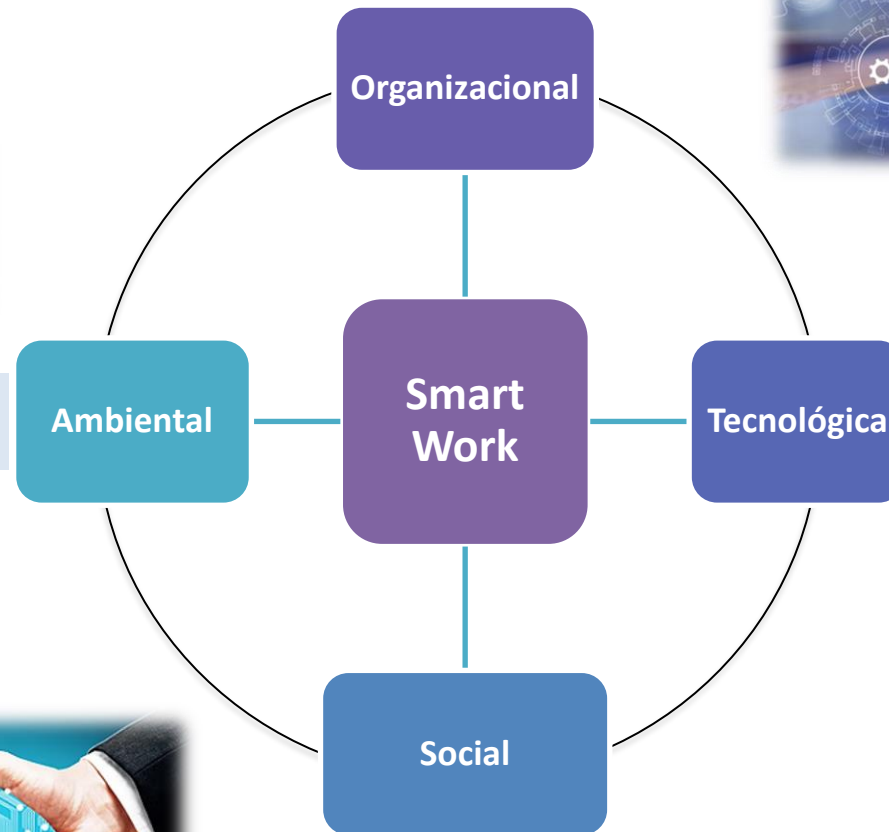 Organizacional
Ambiental
Smart
Work
Tecnológica
Social